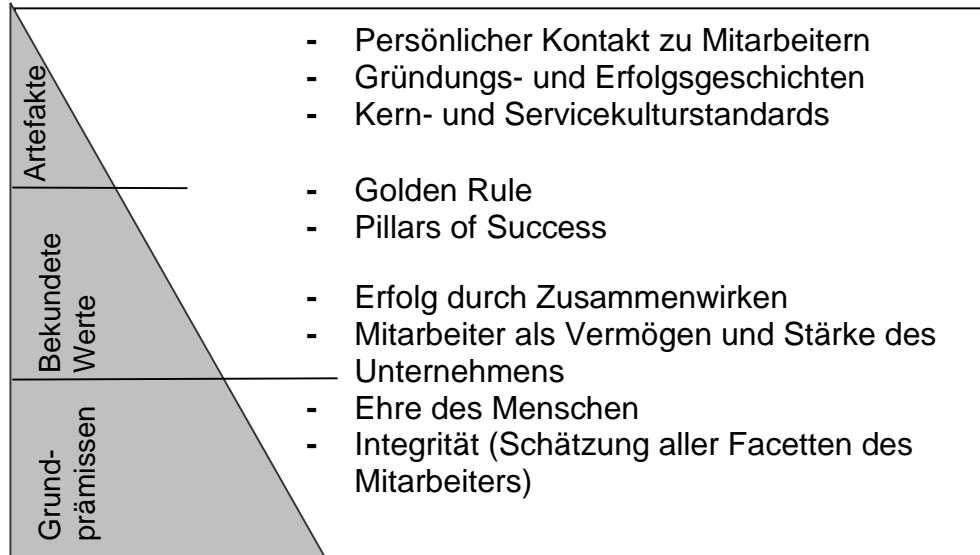 Artefakte
- Persönlicher Kontakt zu Mitarbeitern
- Gründungs- und Erfolgsgeschichten
- Kern- und Servicekulturstandards
Bekundete
Werte
- Golden Rule
- Pillars of Success
- Erfolg durch Zusammenwirken
- Mitarbeiter als Vermögen und Stärke des
Unternehmens
Grund-
prämissen
- Ehre des Menschen
- Integrität (Schätzung aller Facetten des
Mitarbeiters)